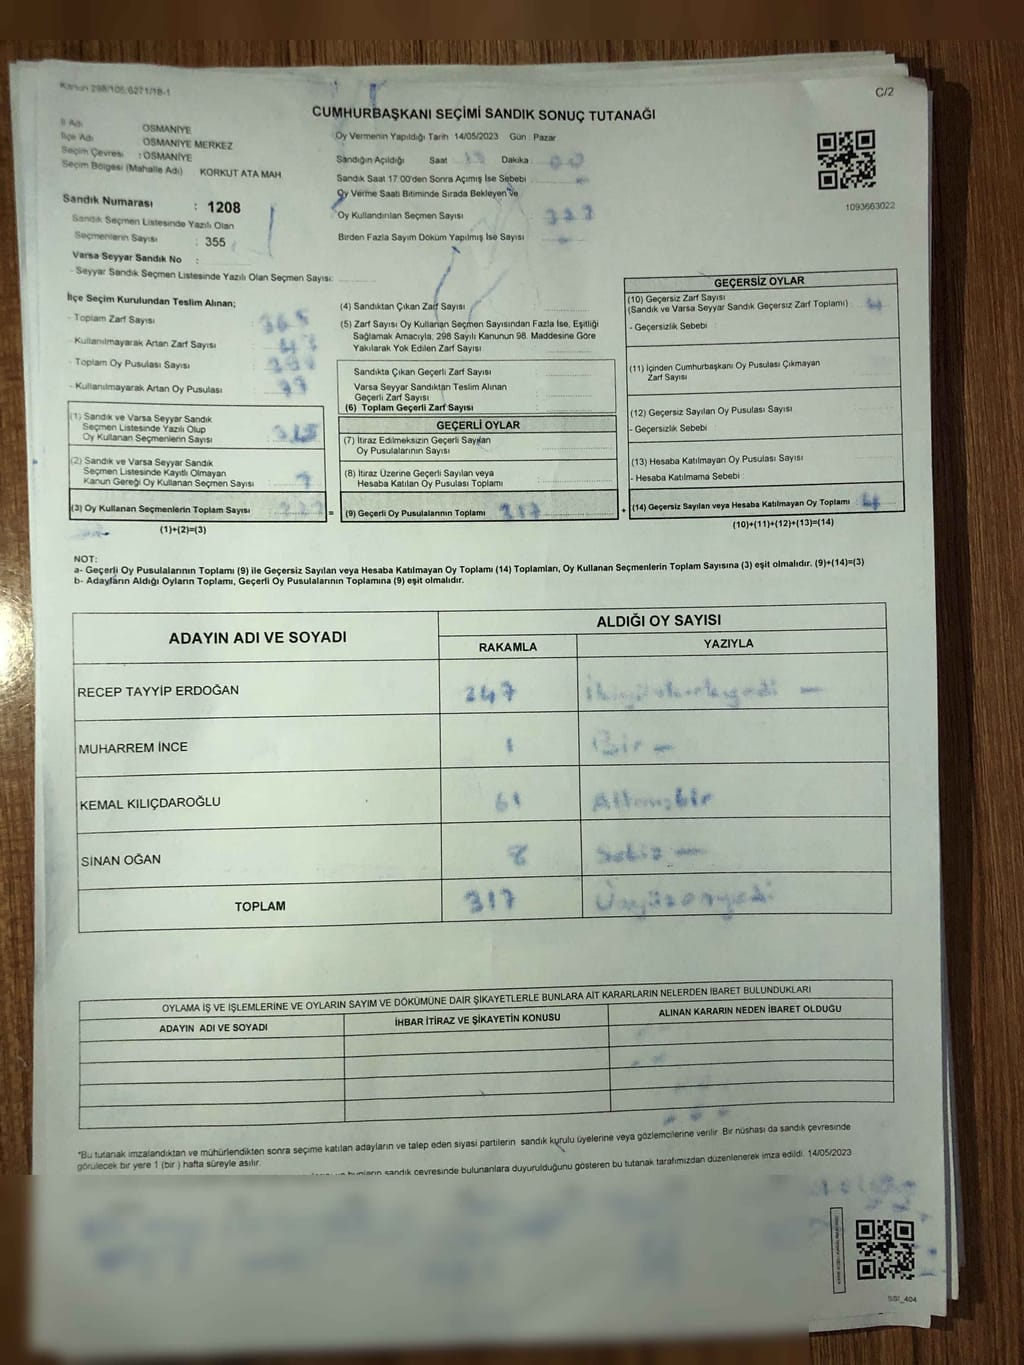 Kanun 298/105;6271/18-1
C/2
CUMHURBAŞKANI SEÇİMİ SANDIK SONUÇ TUTANAĞI
İl Adı OSMANİYE
İlçe Adı OSMANİYE MERKEZ
Seçim Çevresi : OSMANİYE
Seçim Bölgesi (Mahalle Adı) KORKUT ATA MAH
Oy Vermenin Yapıldığı Tarih 14/05/2023 Gün Pazar
Sandığın Açıldığı Saat Dakika
Sandık Saat 17:00'den Sonra Açımış İse Sebebi
Oy Verme Saati Bitiminde Sırada Bekleyen ve
Oy Kullandırılan Seçmen Sayısı
Birden Fazla Sayım Döküm Yapılmış İse Sayısı
1093663022
Sandık Numarası : 1208
Sandık Seçmen Listesinde Yazılı Olan
Seçmenlerin Sayısı : 355
Varsa Seyyar Sandık No :
- Seyyar Sandık Seçmen Listesinde Yazılı Olan Seçmen Sayısı:
İlçe Seçim Kurulundan Teslim Alınan;
- Toplam Zarf Sayısı
- Kullanılmayarak Artan Zarf Sayısı
- Toplam Oy Pusulası Sayısı
- Kullanılmayarak Artan Oy Pusulası
(1) Sandık ve Varsa Seyyar Sandık
Seçmen Listesinde Yazılı Olup
Oy Kullanan Seçmenlerin Sayısı
(2) Sandık ve Varsa Seyyar Sandık
Seçmen Listesinde Kayıtlı Olmayan
Kanun Gereği Oy Kullanan Seçmen Sayısı : 7
(3) Oy Kullanan Seçmenlerin Toplam Sayısı
(1)+(2)=(3)
(4) Sandıktan Çıkan Zarf Sayısı
(5) Zarf Sayısı Oy Kullanan Seçmen Sayısından Fazla İse, Eşitliği
Sağlamak Amacıyla, 298 Sayılı Kanunun 98. Maddesine Göre
Yakılarak Yok Edilen Zarf Sayısı
Sandıkta Çıkan Geçerli Zarf Sayısı
Varsa Seyyar Sandıktan Teslim Alınan
Geçerli Zarf Sayısı
(6) Toplam Geçerli Zarf Sayısı
GEÇERLİ OYLAR
(7) İtiraz Edilmeksizin Geçerli Sayılan
Oy Pusulalarının Sayısı
(8) İtiraz Üzerine Geçerli Sayılan veya
Hesaba Katılan Oy Pusulası Toplamı
= (9) Geçerli Oy Pusulalarının Toplamı 317
GEÇERSİZ OYLAR
(10) Geçersiz Zarf Sayısı
(Sandık ve Varsa Seyyar Sandık Geçersiz Zarf Toplamı) 4
- Geçersizlik Sebebi :
(11) İçinden Cumhurbaşkanı Oy Pusulası Çıkmayan
Zarf Sayısı
(12) Geçersiz Sayılan Oy Pusulası Sayısı
- Geçersizlik Sebebi :
(13) Hesaba Katılmayan Oy Pusulası Sayısı
- Hesaba Katılmama Sebebi
+ (14) Geçersiz Sayılan veya Hesaba Katılmayan Oy Toplamı : 4
(10)+(11)+(12)+(13)=(14)
NOT:
a- Geçerli Oy Pusulalarının Toplamı (9) ile Geçersiz Sayılan veya Hesaba Katılmayan Oy Toplamı (14) Toplamları, Oy Kullanan Seçmenlerin Toplam Sayısına (3) eşit olmalıdır. (9)+(14)=(3)
b- Adayların Aldığı Oyların Toplamı, Geçerli Oy Pusulalarının Toplamına (9) eşit olmalıdır.
ADAYIN ADI VE SOYADI ALDIĞI OY SAYISI
RAKAMLA YAZIYLA
RECEP TAYYİP ERDOĞAN 247
MUHARREM İNCE 1 Bir
KEMAL KILIÇDAROĞLU 61 Altmışbir
SİNAN OĞAN 8 Sekiz
TOPLAM 317 Üçyüzonyedi
OYLAMA İŞ VE İŞLEMLERİNE VE OYLARIN SAYIM VE DÖKÜMÜNE DAİR ŞİKAYETLERLE BUNLARA AİT KARARLARIN NELERDEN İBARET BULUNDUKLARI
ADAYIN ADI VE SOYADI İHBAR İTİRAZ VE ŞİKAYETİN KONUSU ALINAN KARARIN NEDEN İBARET OLDUĞU
*Bu tutanak imzalandıktan ve mühürlendikten sonra seçime katılan adayların ve talep eden siyasi partilerin sandık kurulu üyelerine veya gözlemcilerine verilir. Bir nüshası da sandık çevresinde
görülecek bir yere 1 (bir) hafta süreyle asılır.
bunların sandık çevresinde bulunanlara duyurulduğunu gösteren bu tutanak tarafımızdan düzenlenerek imza edildi. 14/05/2023
SSI_404